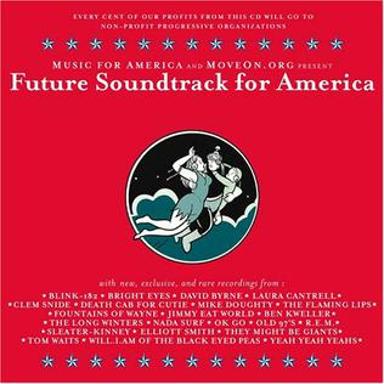 EVERY CENT OF OUR PROFITS FROM THIS CD WILL GO TO
NON-PROFIT PROGRESSIVE ORGANIZATIONS
MUSIC FOR AMERICA AND MOVEON.ORG PRESENT
Future Soundtrack for America
with new, exclusive, and rare recordings from :
• BLINK-182 • BRIGHT EYES • DAVID BYRNE • LAURA CANTRELL •
CLEM SNIDE • DEATH CAB FOR CUTIE • MIKE DOUGHTY • THE FLAMING LIPS •
• FOUNTAINS OF WAYNE • JIMMY EAT WORLD • BEN KWELLER •
• THE LONG WINTERS • NADA SURF • OK GO • OLD 97'S • R.E.M. •
• SLEATER-KINNEY • ELLIOTT SMITH • THEY MIGHT BE GIANTS •
• TOM WAITS • WILL.I.AM OF THE BLACK EYED PEAS • YEAH YEAH YEAHS •